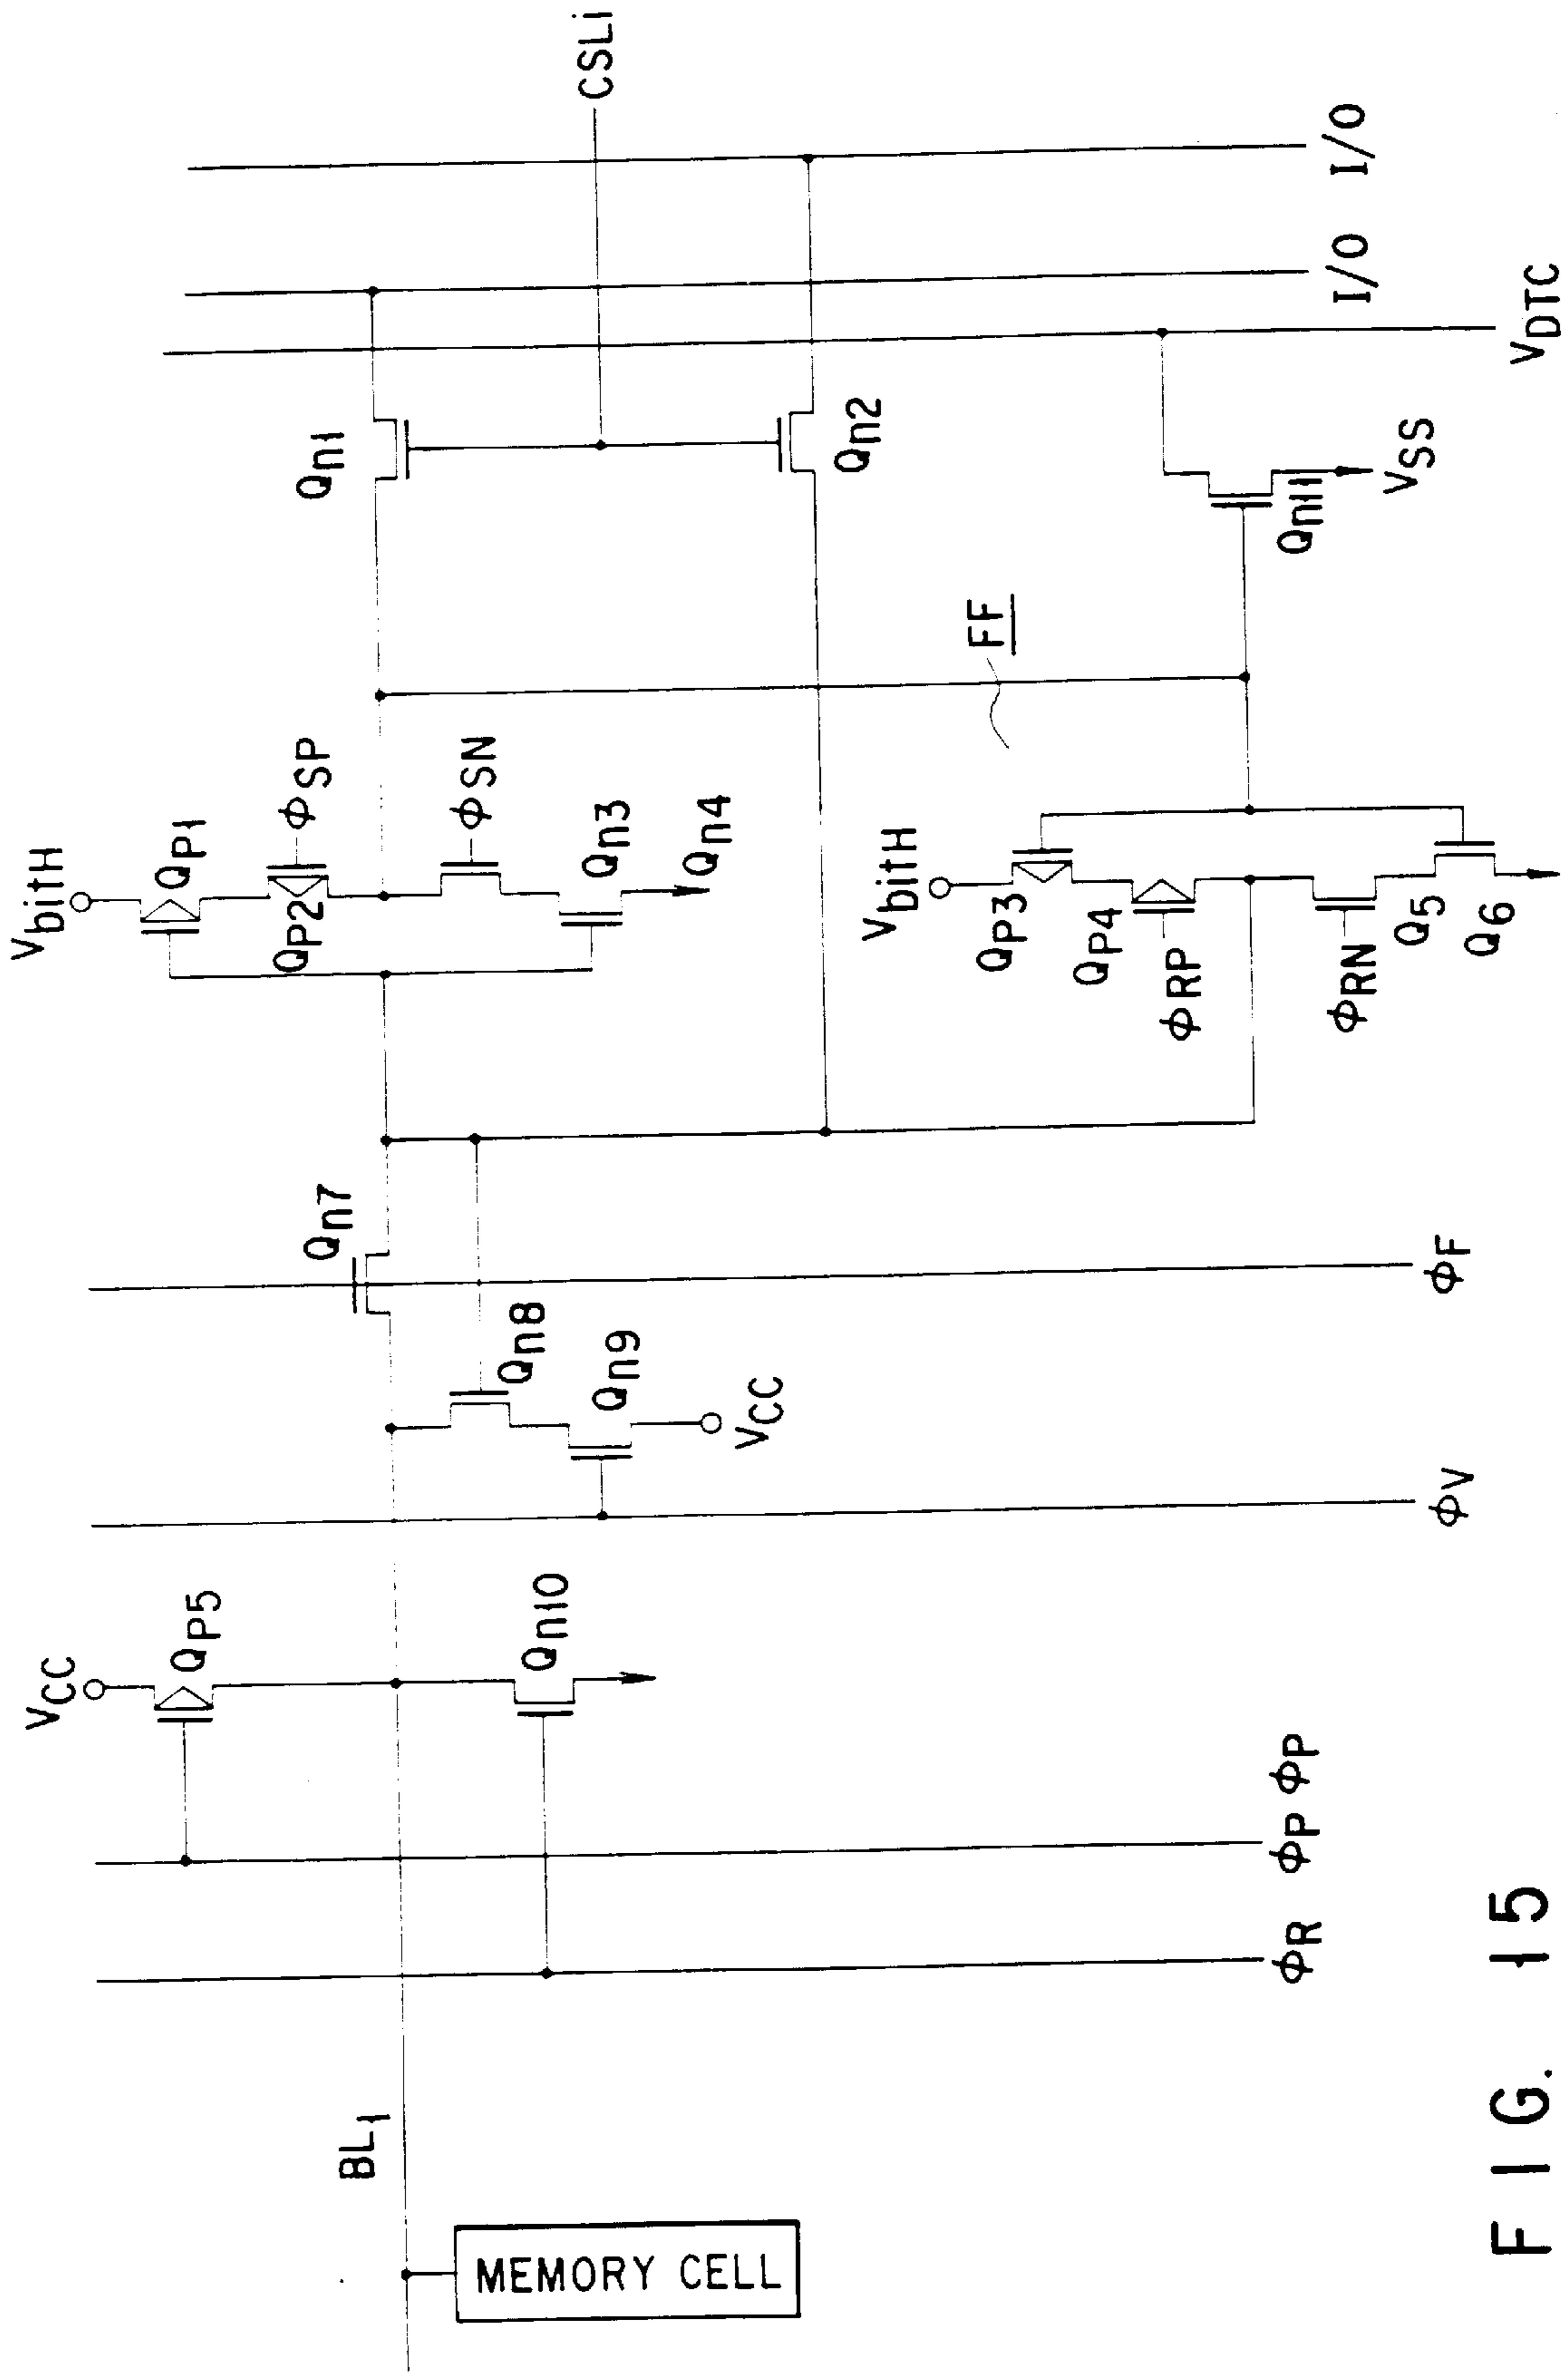 VCC
QP5
Qn10
BL1
MEMORY CELL
φR
φP
φP
φV
φF
Qn7
Qn8
Qn9
VCC
VbitH
QP1
QP2
φSP
φSN
Qn3
Qn4
VbitH
QP3
QP4
φRP
φRN
Q5
Q6
FF
Qn1
Qn2
Qn11
VSS
CSLi
VDTC
I/O
I/O
FIG. 15